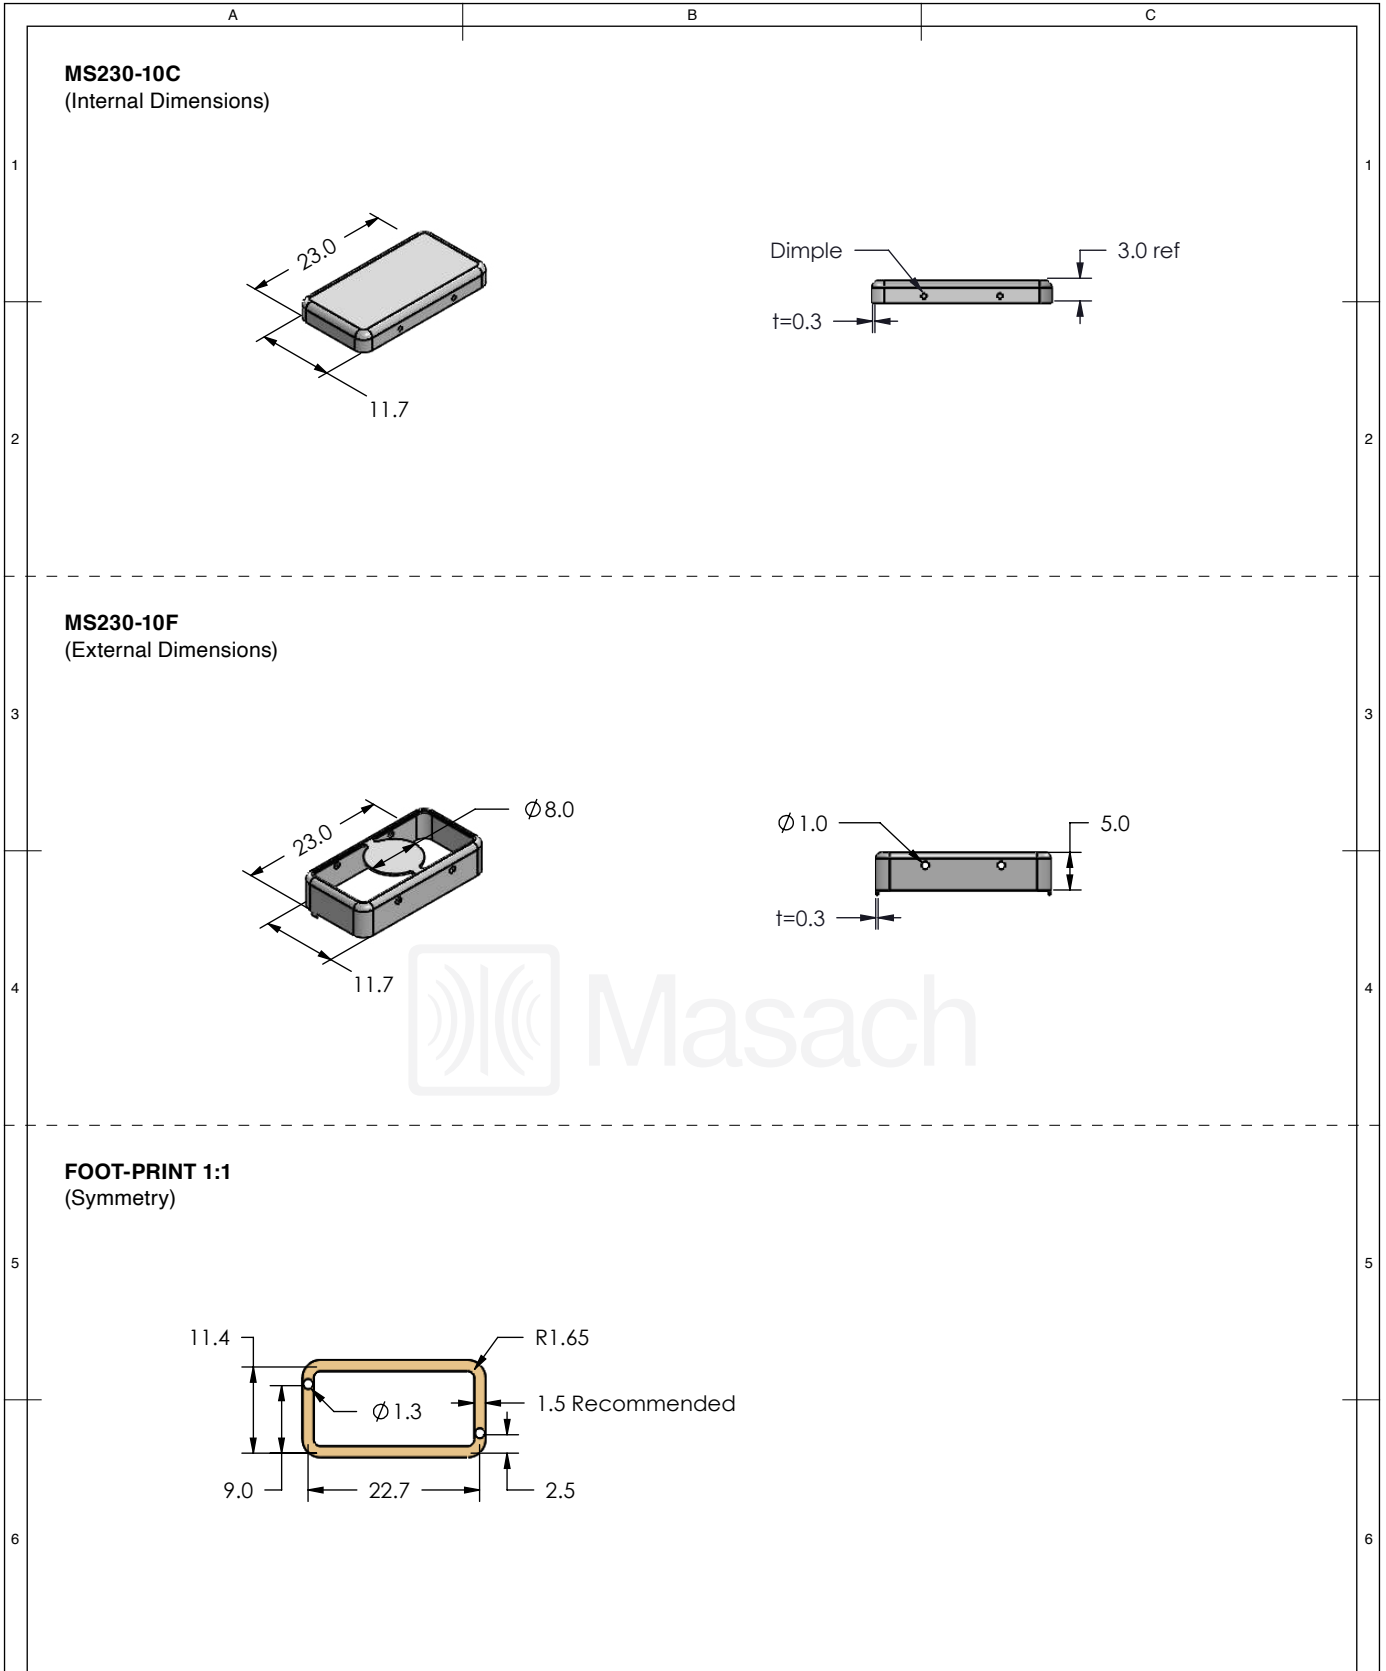 A B C
MS230-10C
(Internal Dimensions)
1 1
23.0
Dimple
3.0 ref
t=0.3
11.7
2 2
MS230-10F
(External Dimensions)
3 3
23.0
Ø8.0
Ø1.0
5.0
t=0.3
11.7
4 4
Masach
FOOT-PRINT 1:1
(Symmetry)
5 5
11.4
R1.65
Ø1.3
1.5 Recommended
9.0
22.7
2.5
6 6